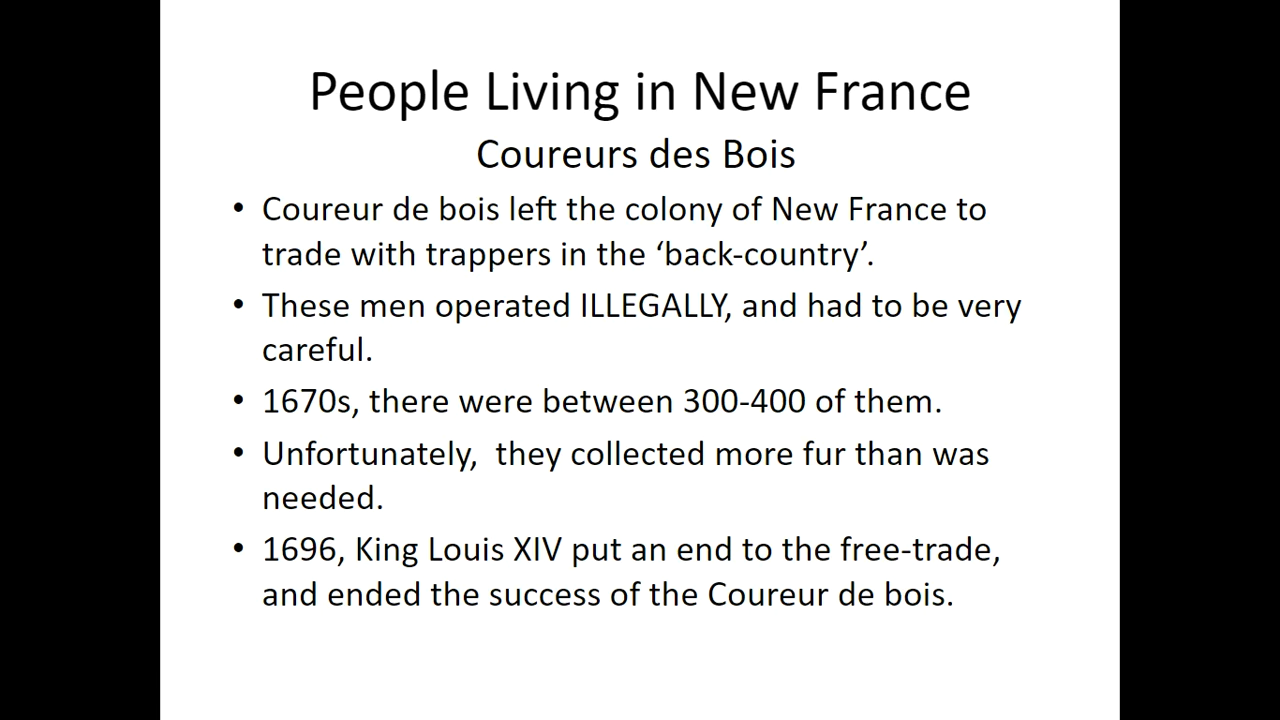 People Living in New France
Coureurs des Bois
• Coureur de bois left the colony of New France to
trade with trappers in the ‘back-country’.
• These men operated ILLEGALLY, and had to be very
careful.
• 1670s, there were between 300-400 of them.
• Unfortunately,  they collected more fur than was
needed.
• 1696, King Louis XIV put an end to the free-trade,
and ended the success of the Coureur de bois.